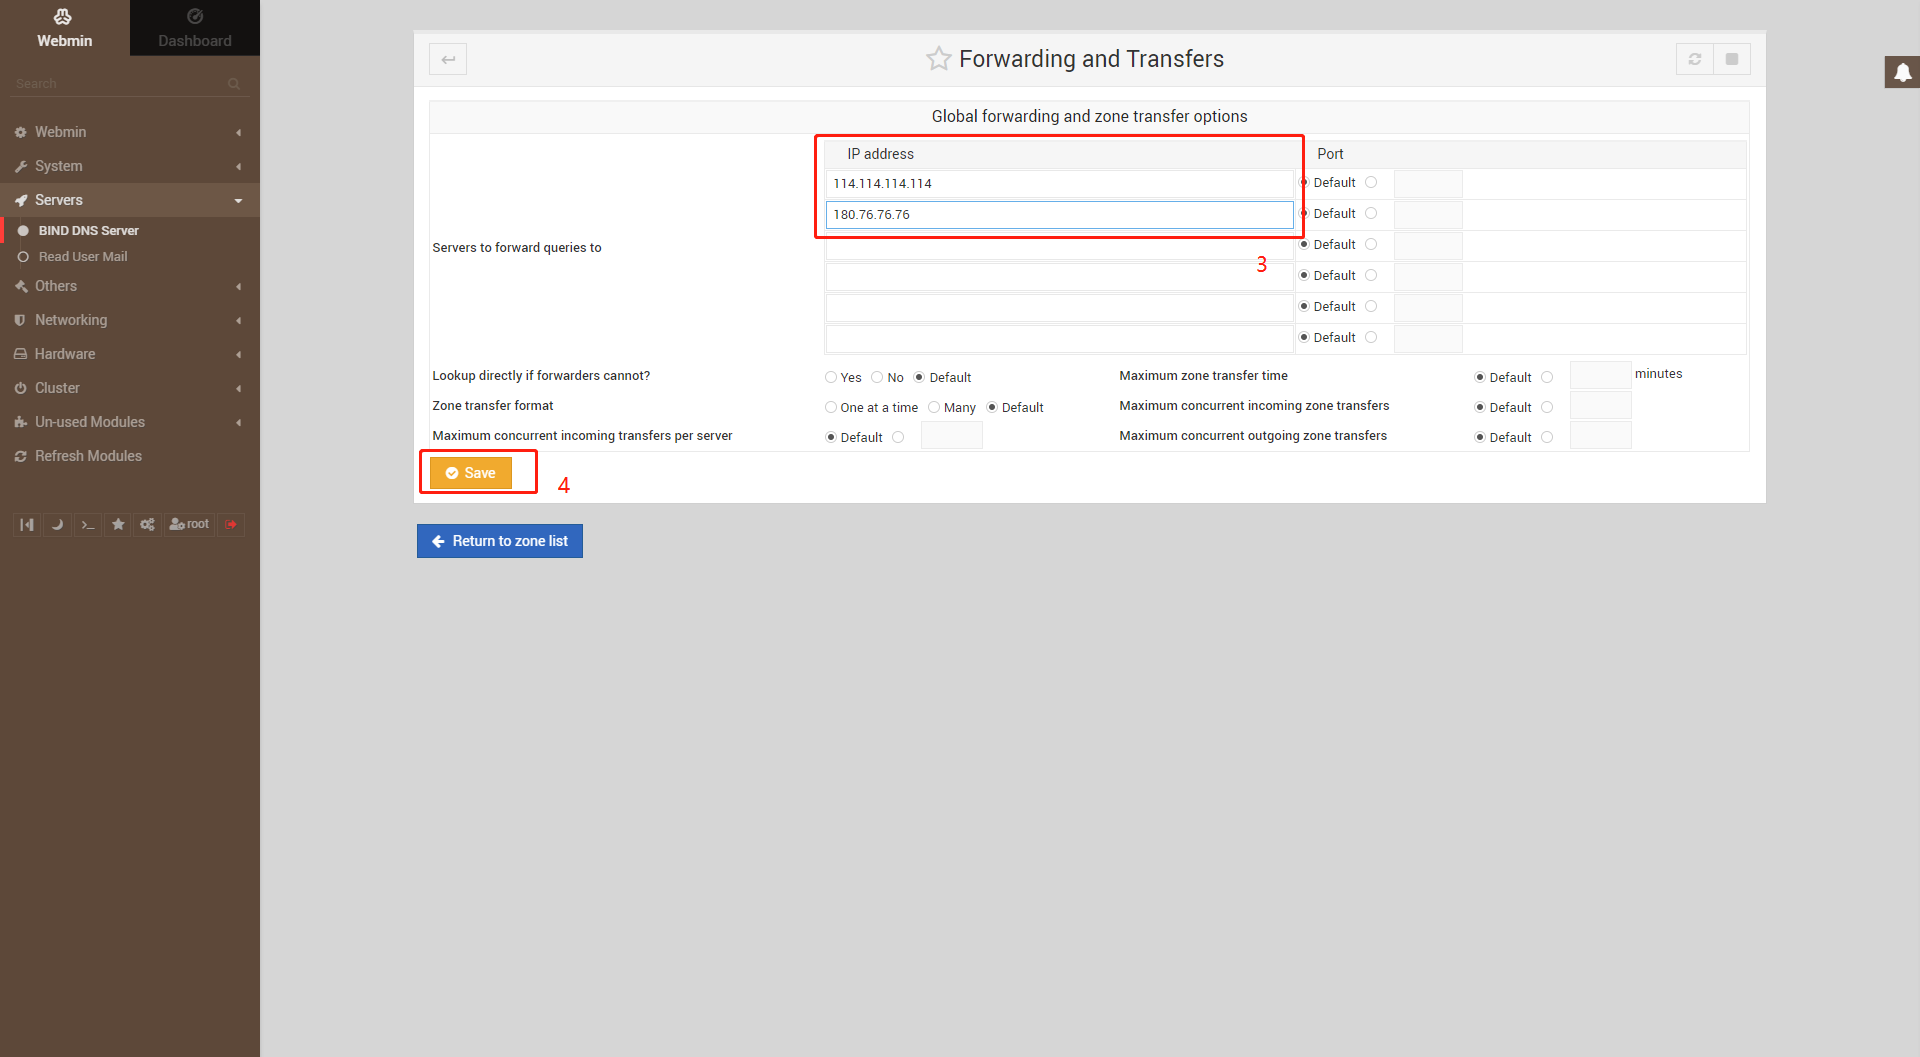 Webmin
Dashboard
Search
Webmin
System
Servers
BIND DNS Server
Read User Mail
Others
Networking
Hardware
Cluster
Un-used Modules
Refresh Modules
root
Forwarding and Transfers
Global forwarding and zone transfer options
Servers to forward queries to
IP address Port
114.114.114.114 Default
180.76.76.76 Default
Default
3
Default
Default
Default
Lookup directly if forwarders cannot? Yes No Default Maximum zone transfer time Default minutes
Zone transfer format One at a time Many Default Maximum concurrent incoming zone transfers Default
Maximum concurrent incoming transfers per server Default Maximum concurrent outgoing zone transfers Default
Save 4
Return to zone list